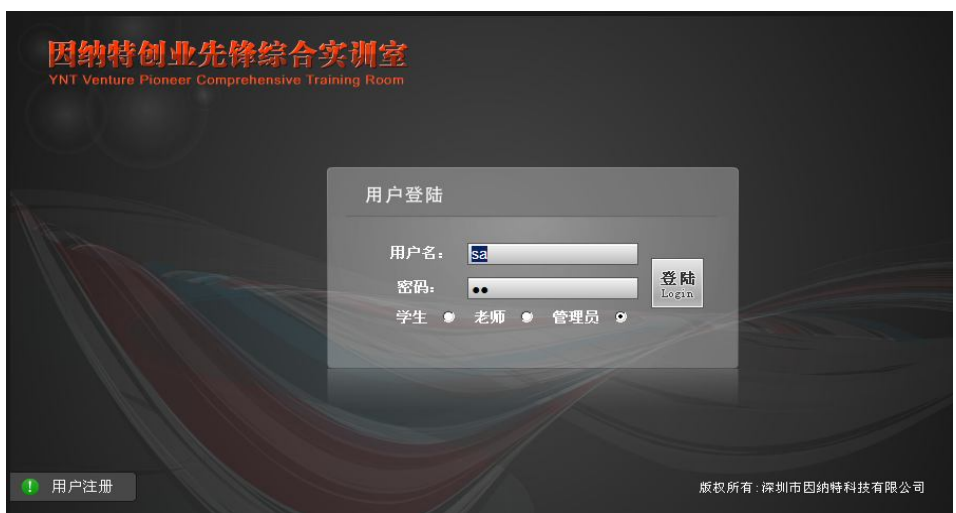 因纳特创业先锋综合实训室
YNT Venture Pioneer Comprehensive Training Room
用户登陆
用户名：
sa
密码：
●●
登陆
Login
学生 老师 管理员
! 用户注册
版权所有:深圳市因纳特科技有限公司